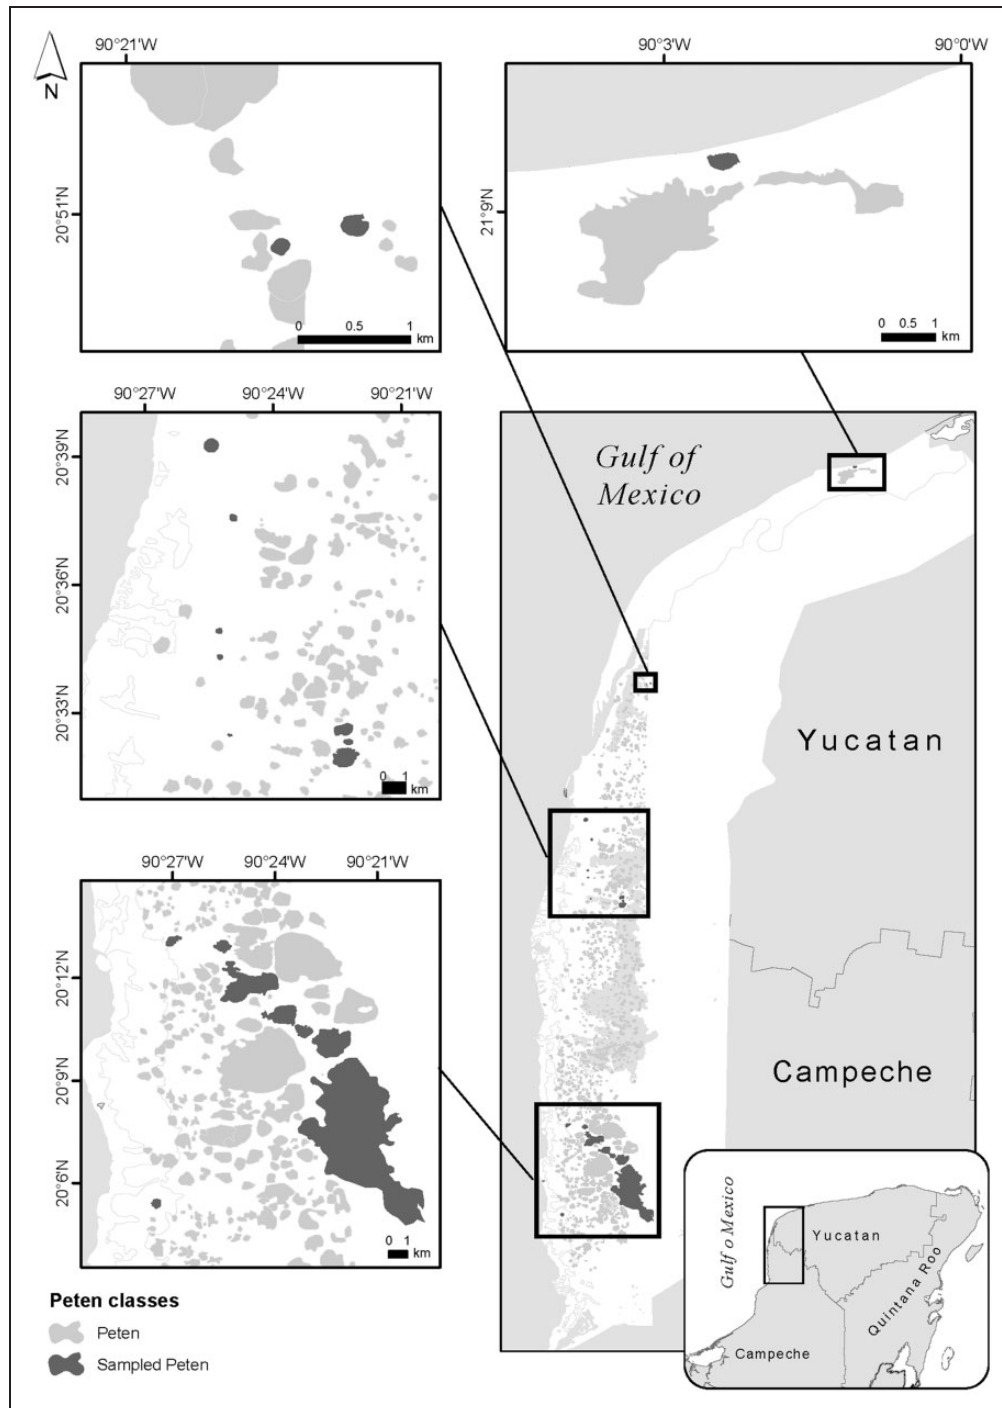 N
90°21'W
20°51'N
0 0.5 1
km
90°3'W 90°0'W
21°9'N
0 0.5 1
km
90°27'W 90°24'W 90°21'W
20°39'N
20°36'N
20°33'N
0 1
km
90°27'W 90°24'W 90°21'W
20°12'N
20°9'N
20°6'N
0 1
km
Gulf of
Mexico
Yucatan
Campeche
Gulf o Mexico
Yucatan
Quintana Roo
Campeche
Peten classes
Peten
Sampled Peten